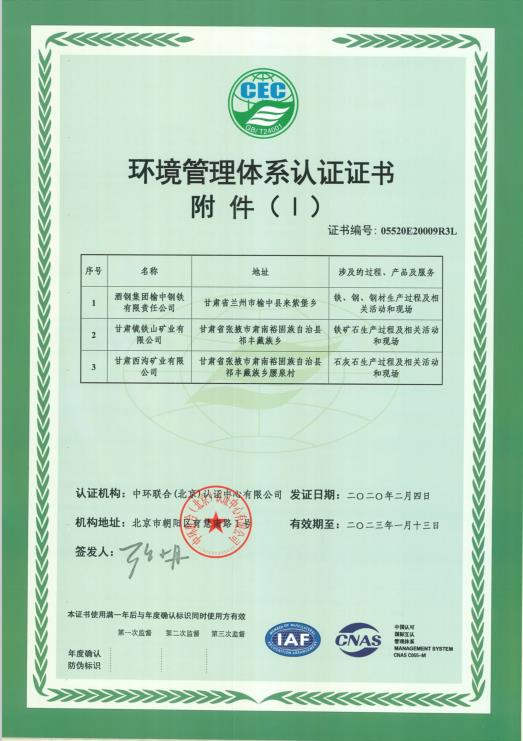 CEC
GB/T24001
环境管理体系认证证书
附 件（Ⅰ）
证书编号：05520E20009R3L
序号 名称 地址 涉及的过程、产品及服务
1 酒钢集团榆中钢铁有限责任公司 甘肃省兰州市榆中县来紫堡乡 铁、钢、钢材生产过程及相关活动和现场
2 甘肃镜铁山矿业有限公司 甘肃省张掖市肃南裕固族自治县祁丰藏族乡 铁矿石生产过程及相关活动和现场
3 甘肃西沟矿业有限公司 甘肃省张掖市肃南裕固族自治县祁丰藏族乡腰泉村 石灰石生产过程及相关活动和现场
认证机构：中环联合(北京)认证中心有限公司 发证日期：二〇二〇年二月四日
机构地址：北京市朝阳区育慧南路1号 有效期至：二〇二三年一月十三日
签发人：
本证书使用满一年后与年度确认标识同时使用方有效
第一次监督 第二次监督 第三次监督
年度确认
防伪标识
IAF
CNAS
中国认可
国际互认
管理体系
MANAGEMENT SYSTEM
CNAS C055-M